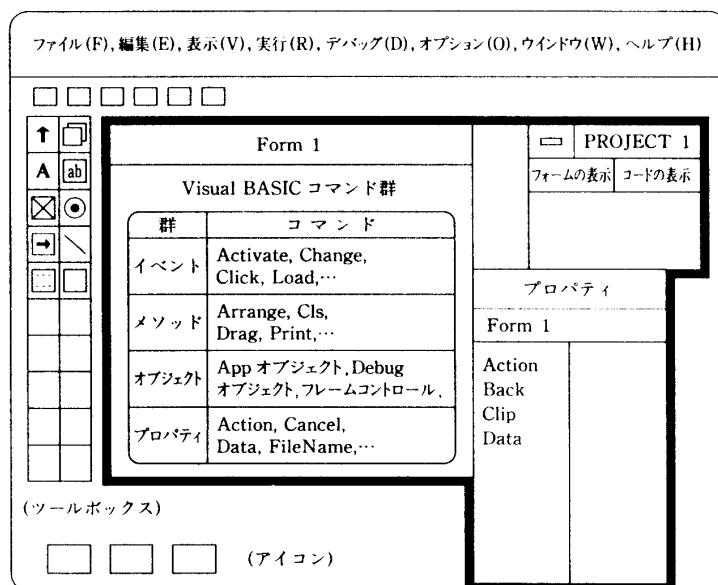 ファイル(F), 編集(E), 表示(V), 実行(R), デバッグ(D), オプション(O), ウインドウ(W), ヘルプ(H)
Form 1
PROJECT 1
A ab
フォームの表示 コードの表示
Visual BASIC コマンド群
群 コマンド
イベント Activate, Change,
Click, Load,…
メソッド Arrange, Cls,
Drag, Print,…
オブジェクト App オブジェクト, Debug
オブジェクト, フレームコントロール,
プロパティ Action, Cancel,
Data, FileName,…
プロパティ
Form 1
Action
Back
Clip
Data
(ツールボックス)
(アイコン)